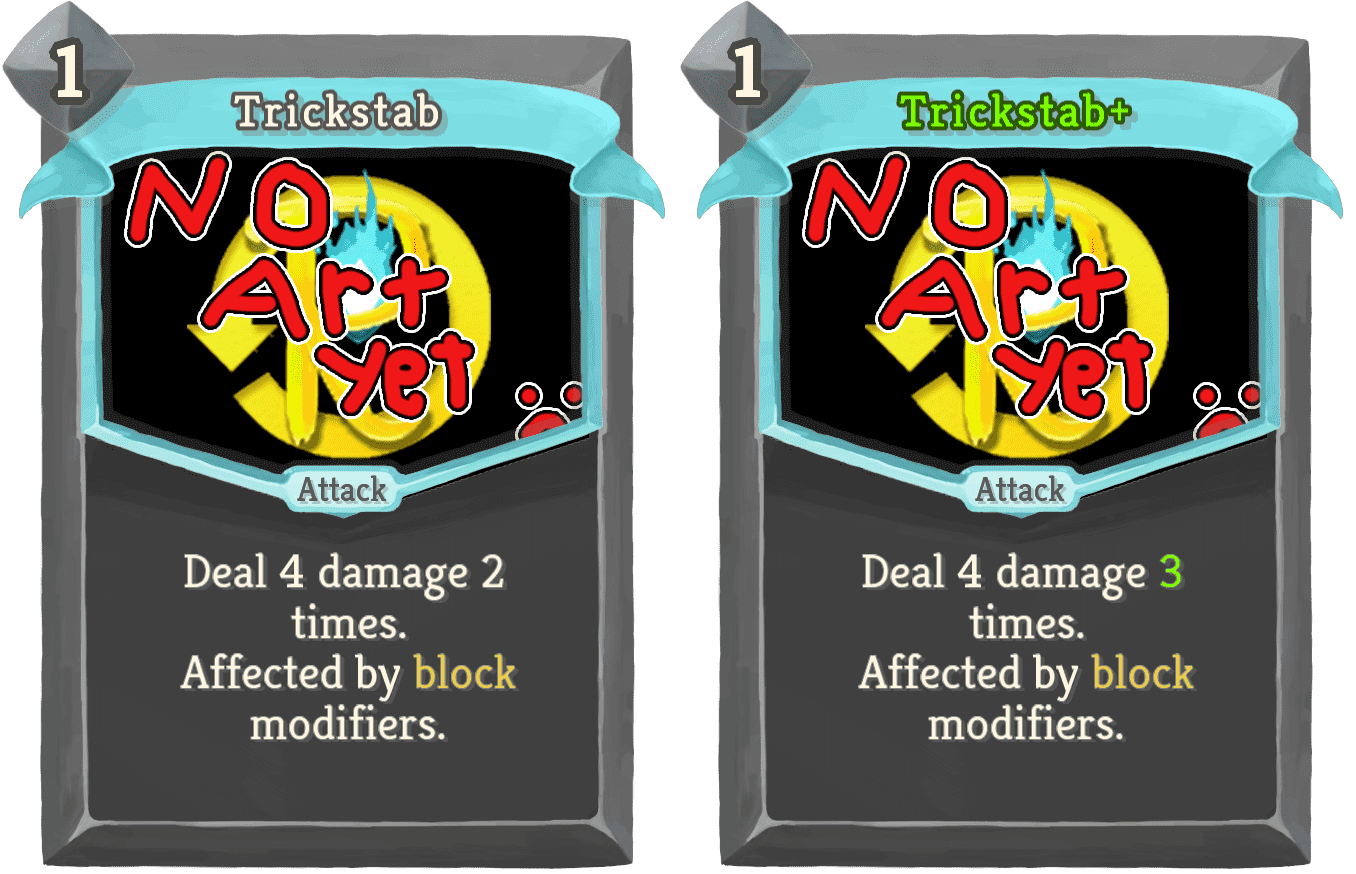 1
Trickstab
NO
Art
yet
Attack
Deal 4 damage 2
times.
Affected by block
modifiers.
1
Trickstab+
NO
Art
yet
Attack
Deal 4 damage 3
times.
Affected by block
modifiers.